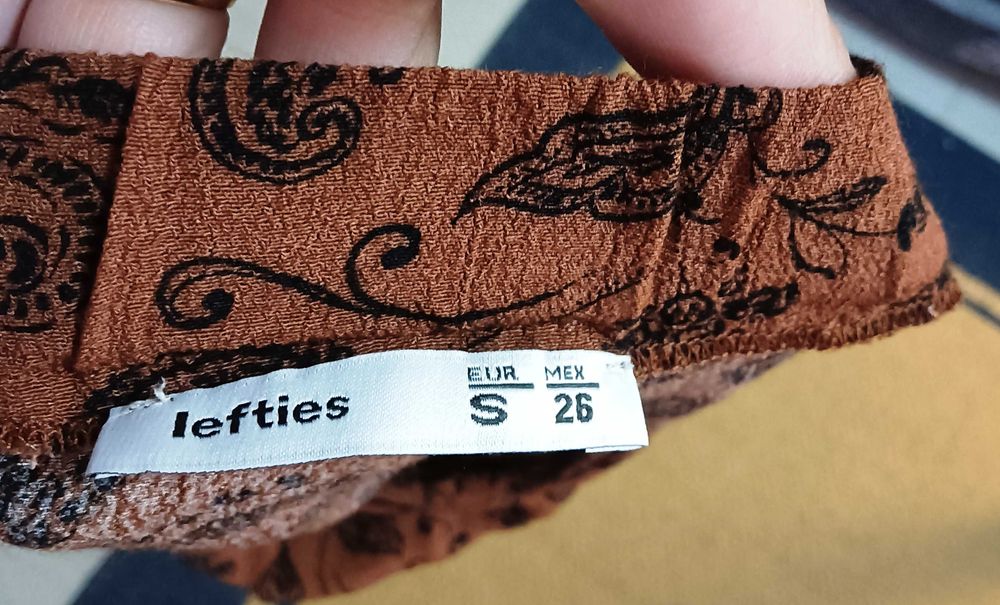 lefties
EUR. MEX
S 26